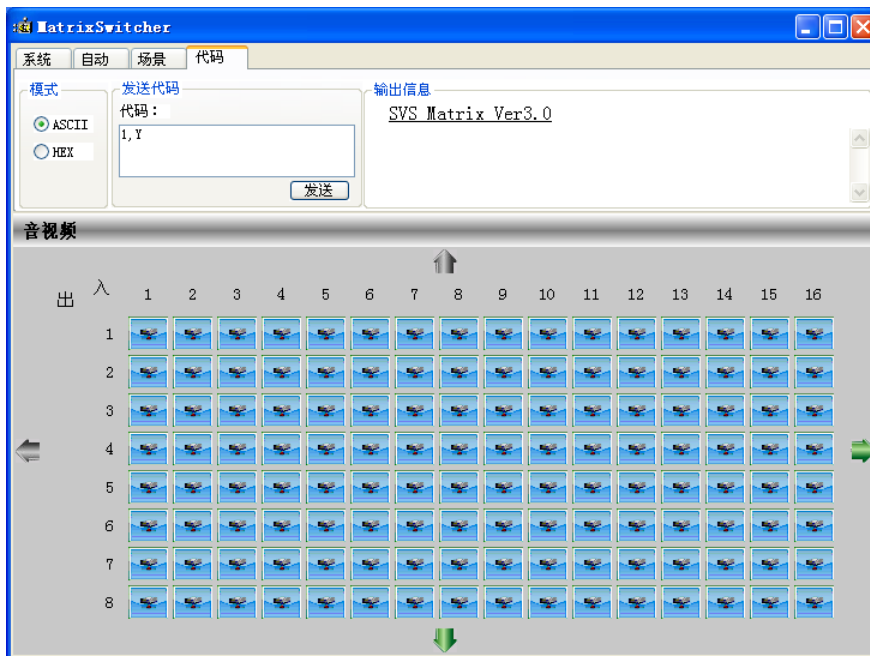 MatrixSwitcher
系统 自动 场景 代码
模式
ASCII
HEX
发送代码
代码：
1,Y
发送
输出信息
SVS Matrix Ver3.0
音视频
出 入 1 2 3 4 5 6 7 8 9 10 11 12 13 14 15 16
1
2
3
4
5
6
7
8